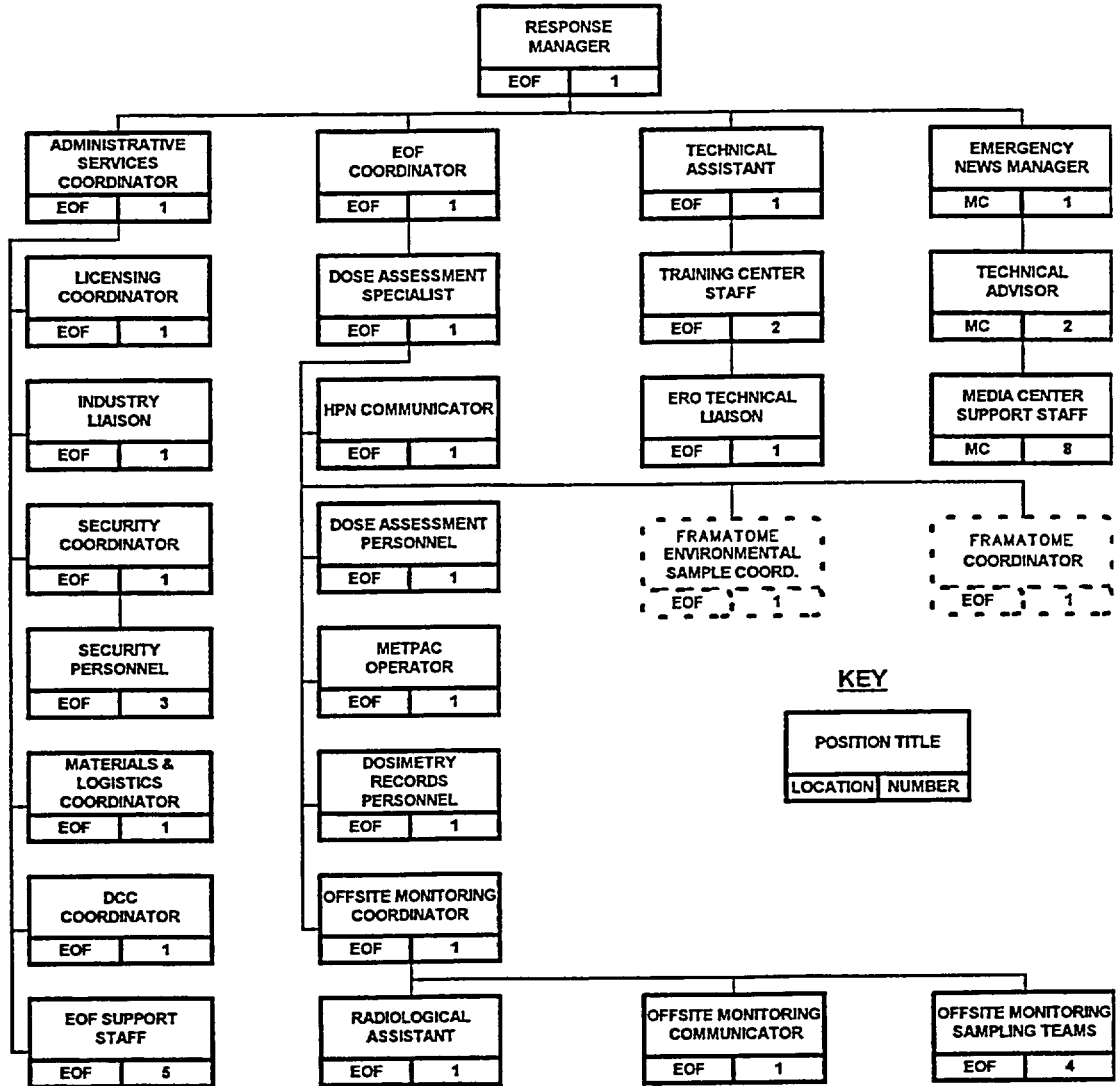 RESPONSE
MANAGER
EOF 1
ADMINISTRATIVE
SERVICES
COORDINATOR
EOF 1
EOF
COORDINATOR
EOF 1
TECHNICAL
ASSISTANT
EOF 1
EMERGENCY
NEWS MANAGER
MC 1
LICENSING
COORDINATOR
EOF 1
DOSE ASSESSMENT
SPECIALIST
EOF 1
TRAINING CENTER
STAFF
EOF 2
TECHNICAL
ADVISOR
MC 2
INDUSTRY
LIAISON
EOF 1
HPN COMMUNICATOR
EOF 1
ERO TECHNICAL
LIAISON
EOF 1
MEDIA CENTER
SUPPORT STAFF
MC 8
SECURITY
COORDINATOR
EOF 1
DOSE ASSESSMENT
PERSONNEL
EOF 1
FRAMATOME
ENVIRONMENTAL
SAMPLE COORD.
EOF 1
FRAMATOME
COORDINATOR
EOF 1
SECURITY
PERSONNEL
EOF 3
METPAC
OPERATOR
EOF 1
KEY
POSITION TITLE
LOCATION NUMBER
MATERIALS &
LOGISTICS
COORDINATOR
EOF 1
DOSIMETRY
RECORDS
PERSONNEL
EOF 1
DCC
COORDINATOR
EOF 1
OFFSITE MONITORING
COORDINATOR
EOF 1
EOF SUPPORT
STAFF
EOF 5
RADIOLOGICAL
ASSISTANT
EOF 1
OFFSITE MONITORING
COMMUNICATOR
EOF 1
OFFSITE MONITORING
SAMPLING TEAMS
EOF 4